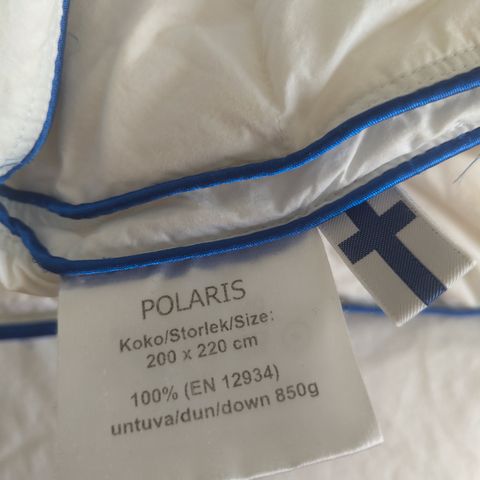 POLARIS
Koko/Storlek/Size:
200 x 220 cm
100% (EN 12934)
untuva/dun/down 850g